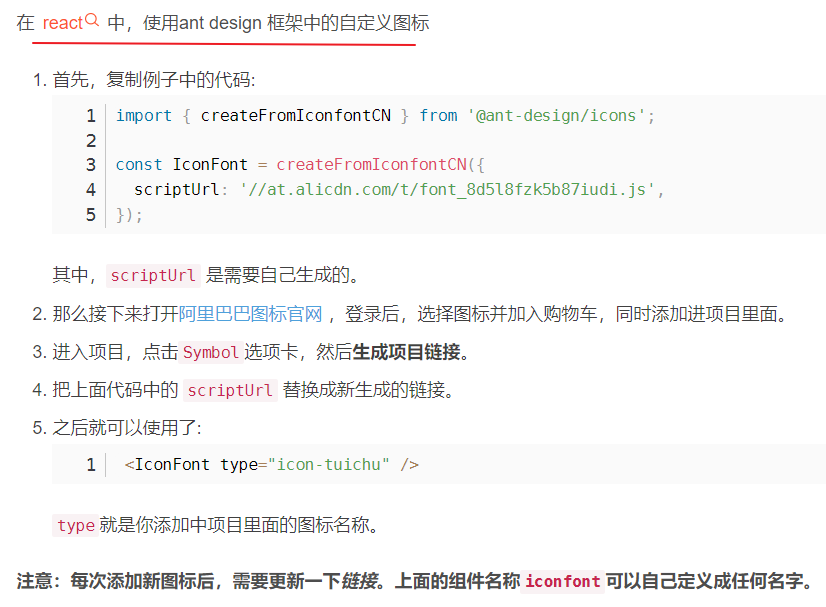 在 react 中，使用ant design 框架中的自定义图标
1. 首先，复制例子中的代码:
1 import { createFromIconfontCN } from '@ant-design/icons';
2
3 const IconFont = createFromIconfontCN({
4 scriptUrl: '//at.alicdn.com/t/font_8d5l8fzk5b87iudi.js',
5 });
其中，scriptUrl 是需要自己生成的。
2. 那么接下来打开阿里巴巴图标官网 ，登录后，选择图标并加入购物车，同时添加进项目里面。
3. 进入项目，点击 Symbol 选项卡，然后生成项目链接。
4. 把上面代码中的 scriptUrl 替换成新生成的链接。
5. 之后就可以使用了:
1 <IconFont type="icon-tuichu" />
type 就是你添加中项目里面的图标名称。
注意：每次添加新图标后，需要更新一下链接。上面的组件名称 iconfont 可以自己定义成任何名字。